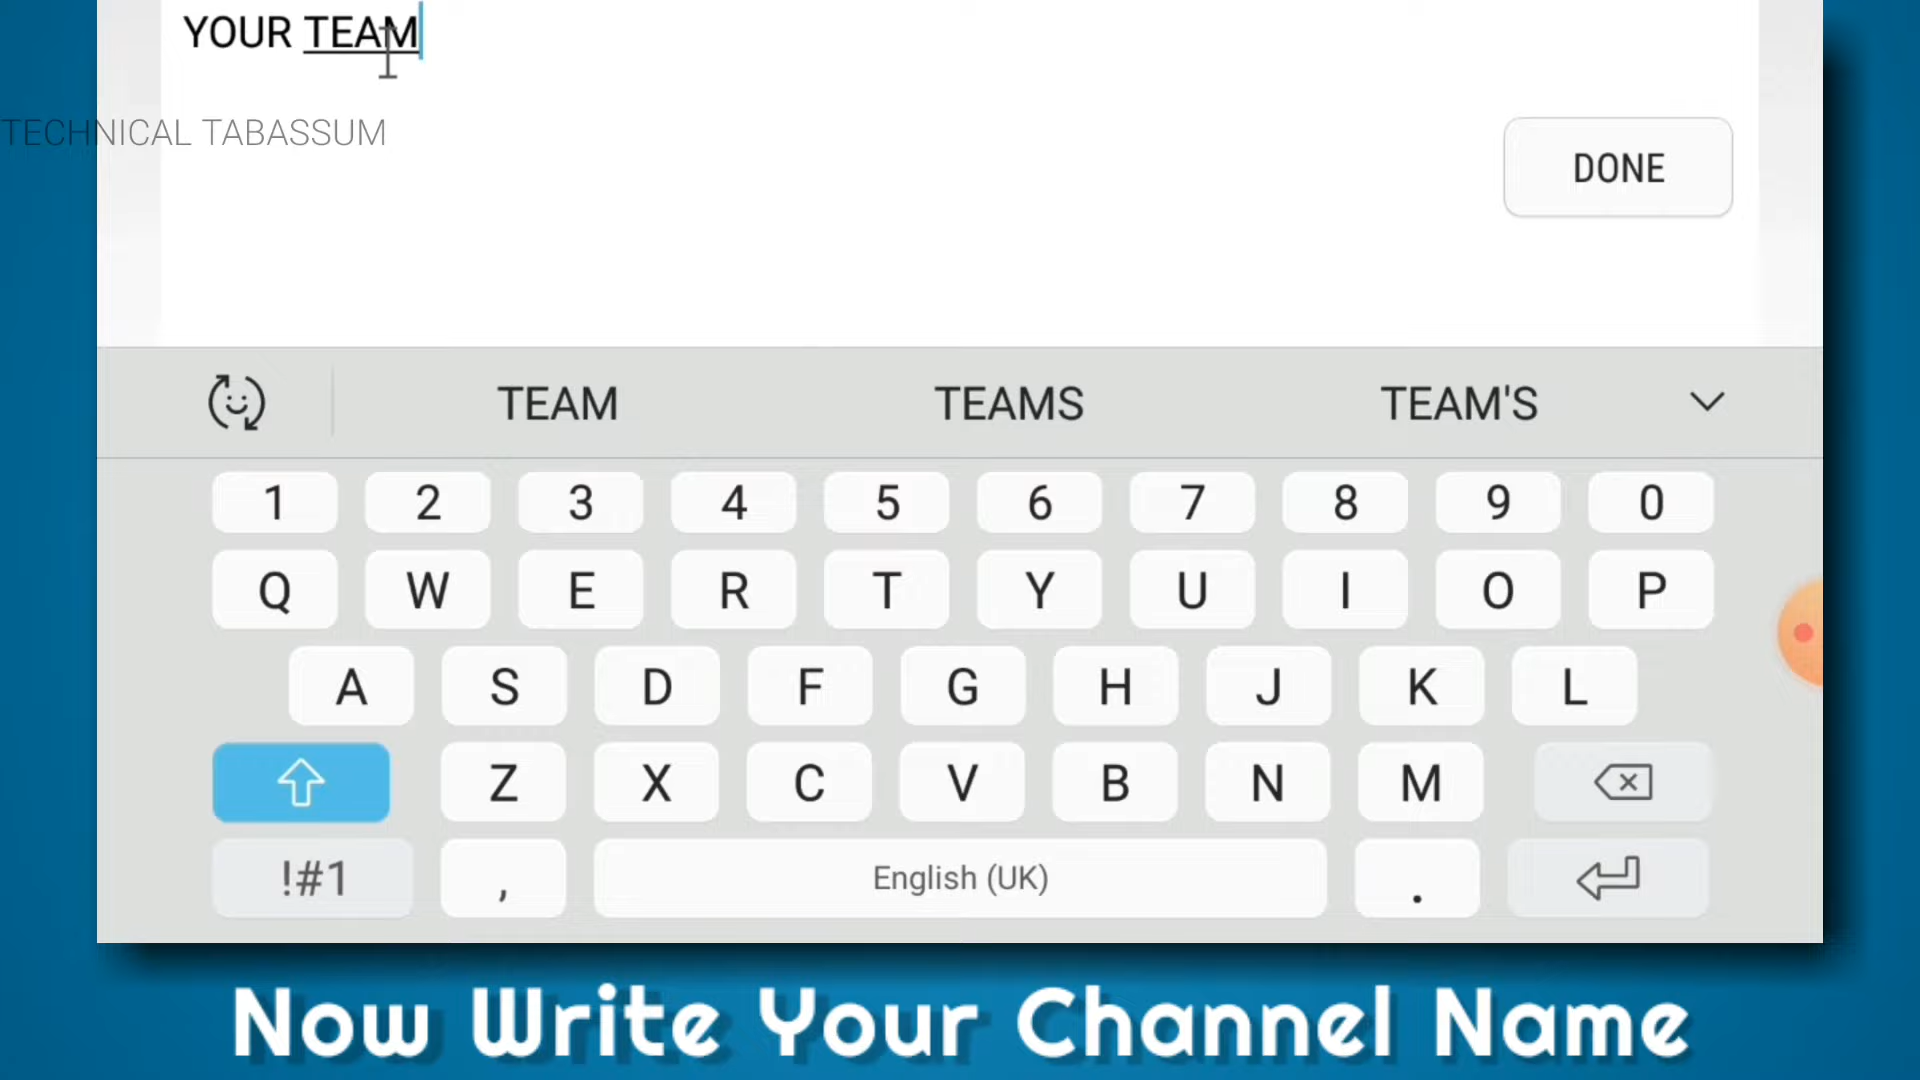 YOUR TEAM
TECHNICAL TABASSUM
DONE
TEAM TEAMS TEAM'S
1 2 3 4 5 6 7 8 9 0
Q W E R T Y U I O P
A S D F G H J K L
Z X C V B N M
!#1 , English (UK) .
Now Write Your Channel Name